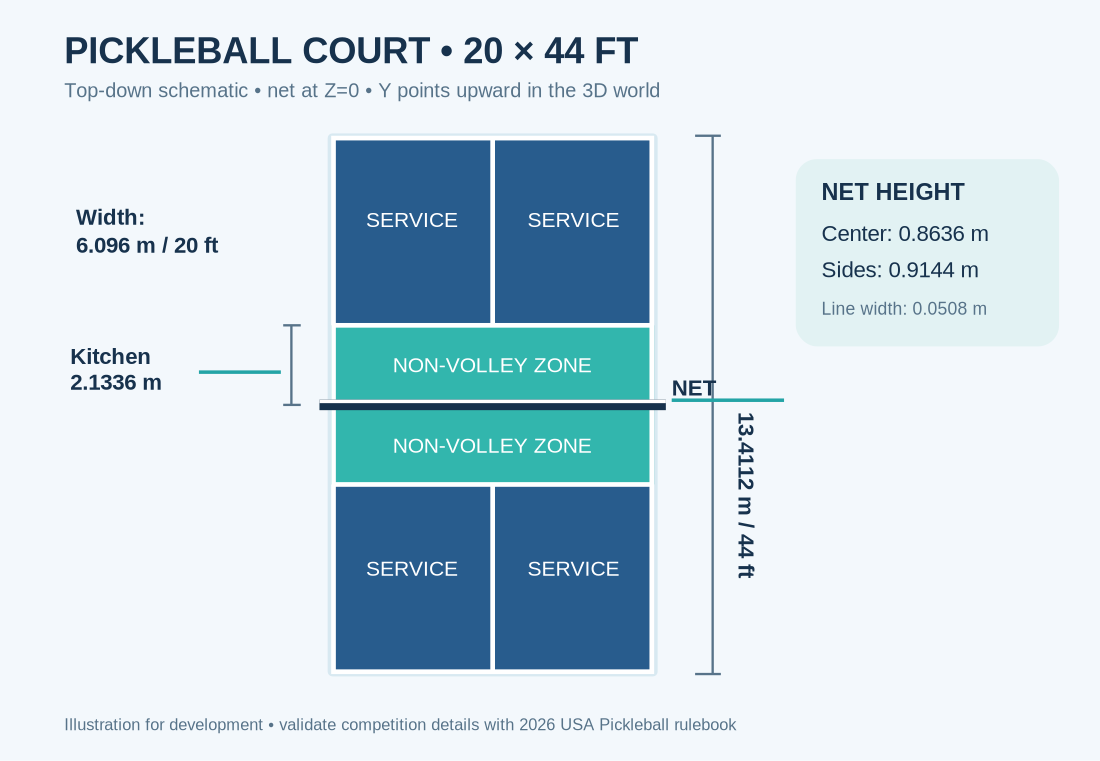 PICKLEBALL COURT • 20 × 44 FT
Top-down schematic • net at Z=0 • Y points upward in the 3D world
Width:
6.096 m / 20 ft
SERVICE
SERVICE
NET HEIGHT
Center: 0.8636 m
Sides: 0.9144 m
Line width: 0.0508 m
Kitchen
2.1336 m
NON-VOLLEY ZONE
NET
NON-VOLLEY ZONE
13.4112 m / 44 ft
SERVICE
SERVICE
Illustration for development • validate competition details with 2026 USA Pickleball rulebook